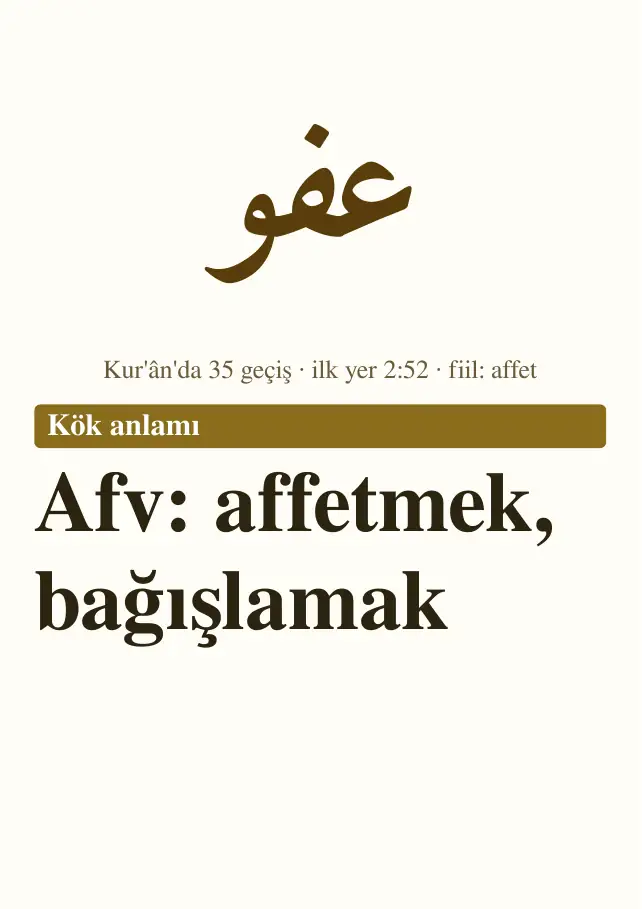 عفو
Kur'ân'da 35 geçiş · ilk yer 2:52 · fiil: affet
Kök anlamı
Afv: affetmek,
bağışlamak